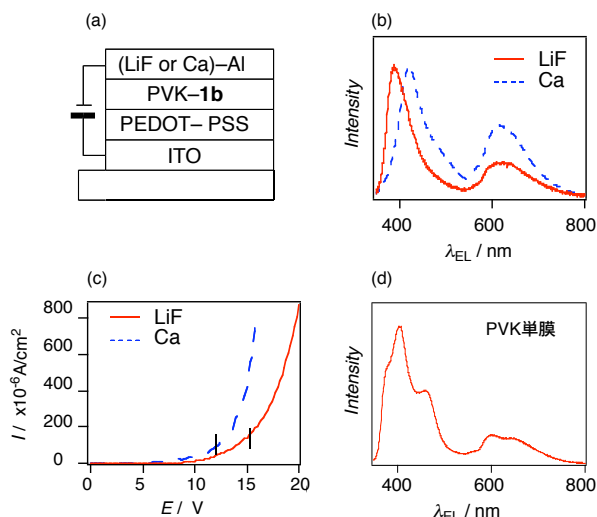 (a)
(LiF or Ca)–Al
PVK–1b
PEDOT– PSS
ITO
(b)
Intensity
LiF
Ca
400 600 800
λEL / nm
(c)
I / x10-6A/cm2
800
600
400
200
0
LiF
Ca
0 5 10 15 20
E / V
(d)
Intensity
PVK単膜
400 600 800
λEL / nm